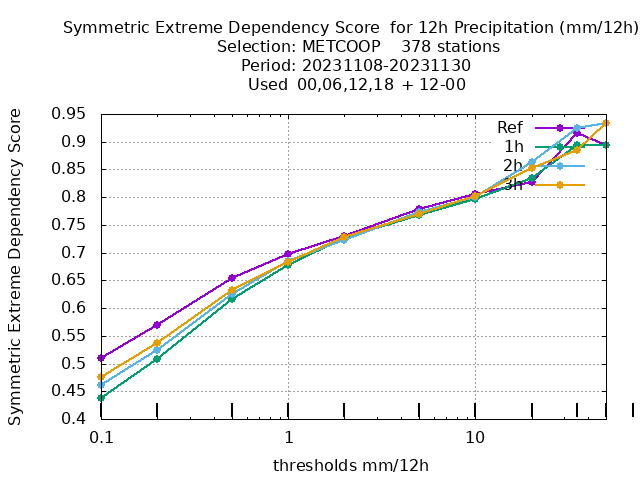 Symmetric Extreme Dependency Score  for 12h Precipitation (mm/12h)
Selection: METCOOP    378 stations
Period: 20231108-20231130
Used  00,06,12,18  + 12-00
Symmetric Extreme Dependency Score
0.95
0.9
0.85
0.8
0.75
0.7
0.65
0.6
0.55
0.5
0.45
0.4
Ref
1h
2h
3h
0.1
1
10
thresholds mm/12h